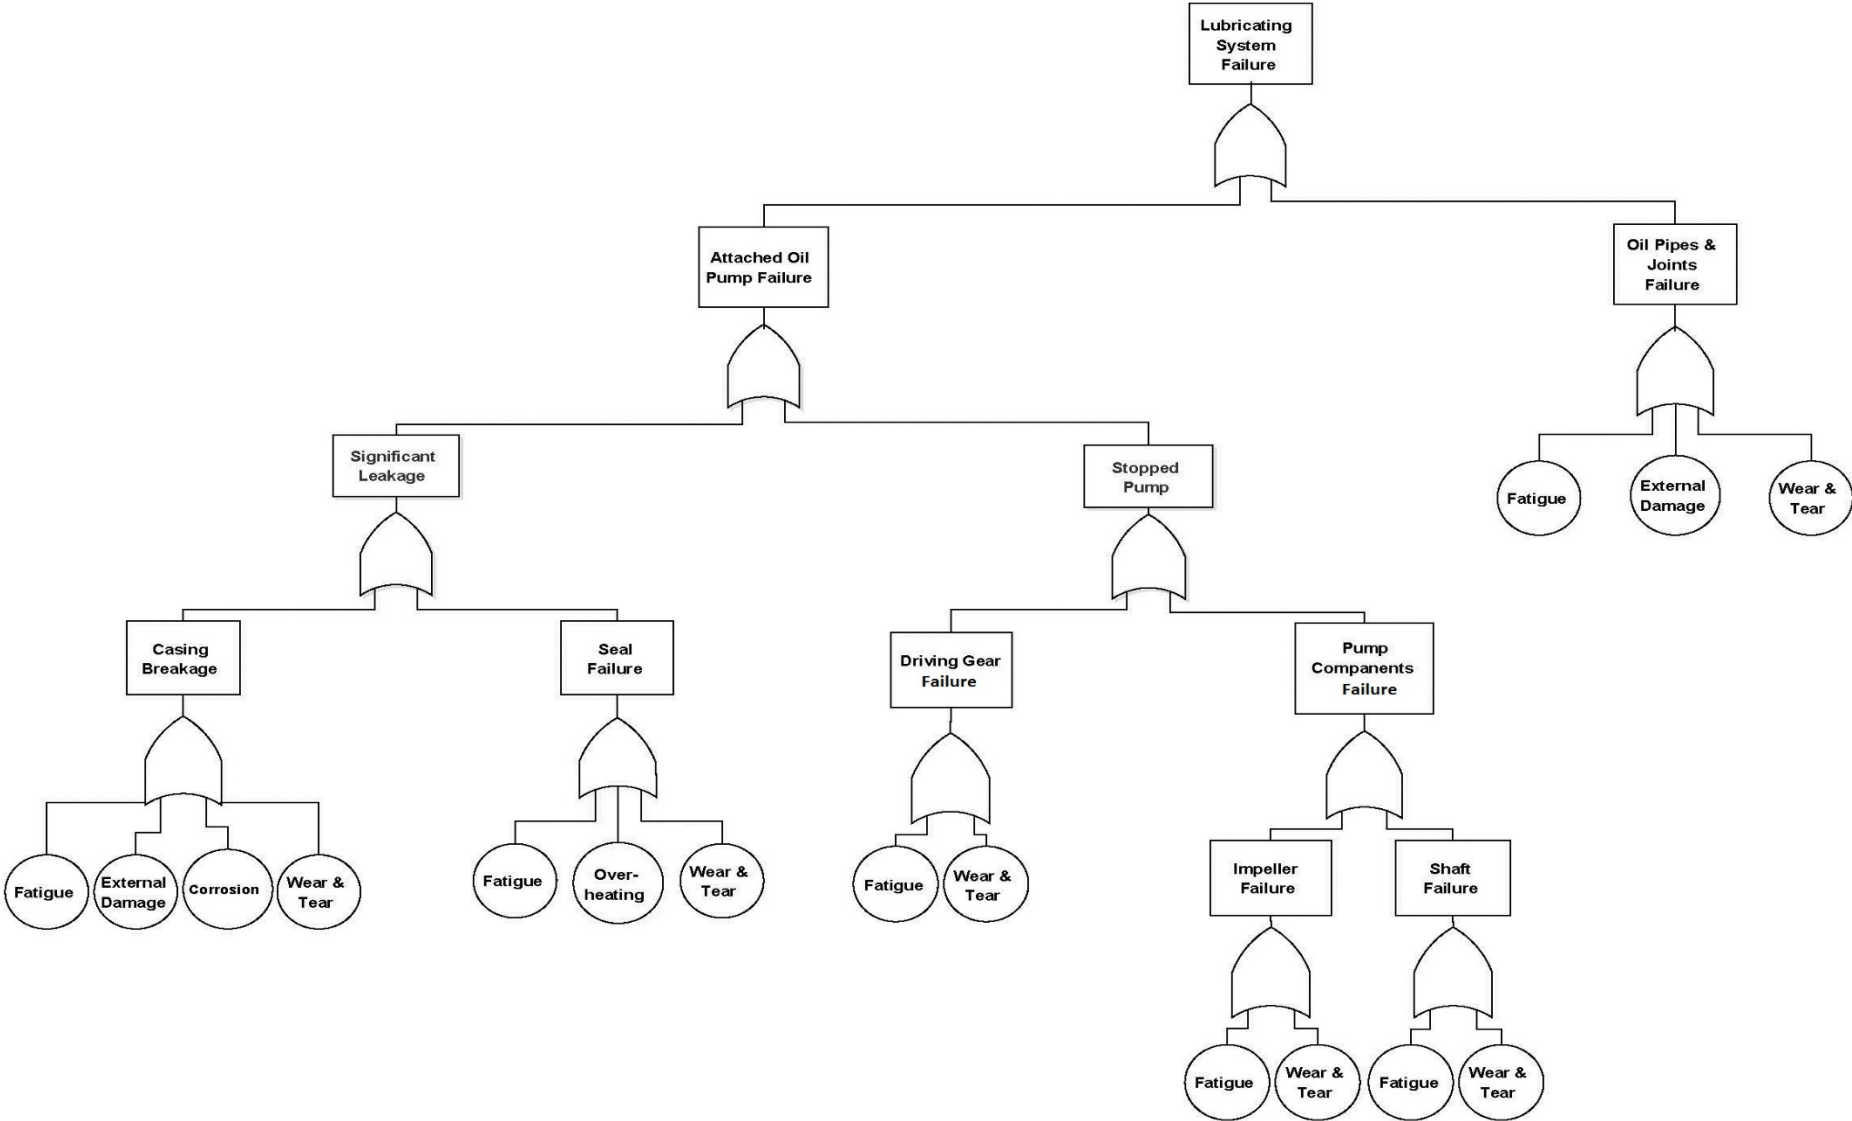 Lubricating
System
Failure
Attached Oil
Pump Failure
Oil Pipes &
Joints
Failure
Significant
Leakage
Stopped
Pump
Fatigue
External
Damage
Wear &
Tear
Casing
Breakage
Seal
Failure
Driving Gear
Failure
Pump
Companents
Failure
Fatigue
External
Damage
Corrosion
Wear &
Tear
Fatigue
Over-
heating
Wear &
Tear
Fatigue
Wear &
Tear
Impeller
Failure
Shaft
Failure
Fatigue
Wear &
Tear
Fatigue
Wear &
Tear